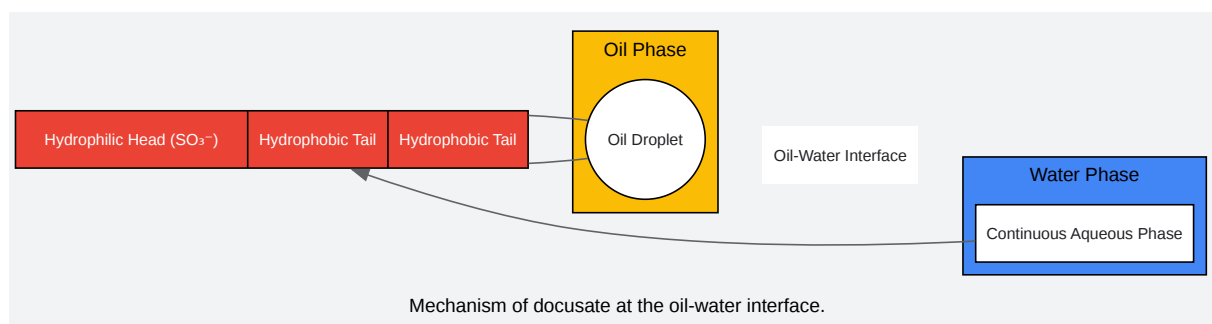 Oil Phase
Hydrophilic Head (SO₃⁻)
Hydrophobic Tail
Hydrophobic Tail
Oil Droplet
Oil-Water Interface
Water Phase
Continuous Aqueous Phase
Mechanism of docusate at the oil-water interface.